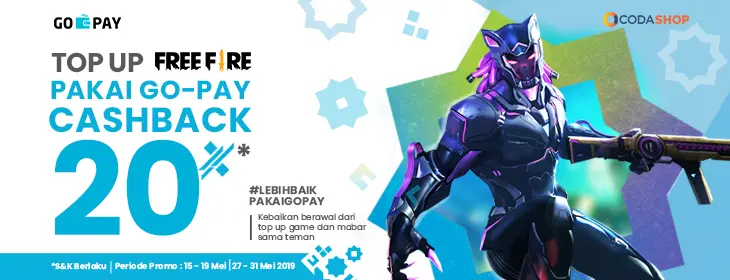 GO PAY
CODASHOP
TOP UP FREE FIRE
PAKAI GO-PAY
CASHBACK
20%*
#LEBIHBAIK
PAKAIGOPAY
Kebaikan berawal dari
top up game dan mabar
sama teman
*S&K Berlaku | Periode Promo : 15 - 19 Mei | 27 - 31 Mei 2019